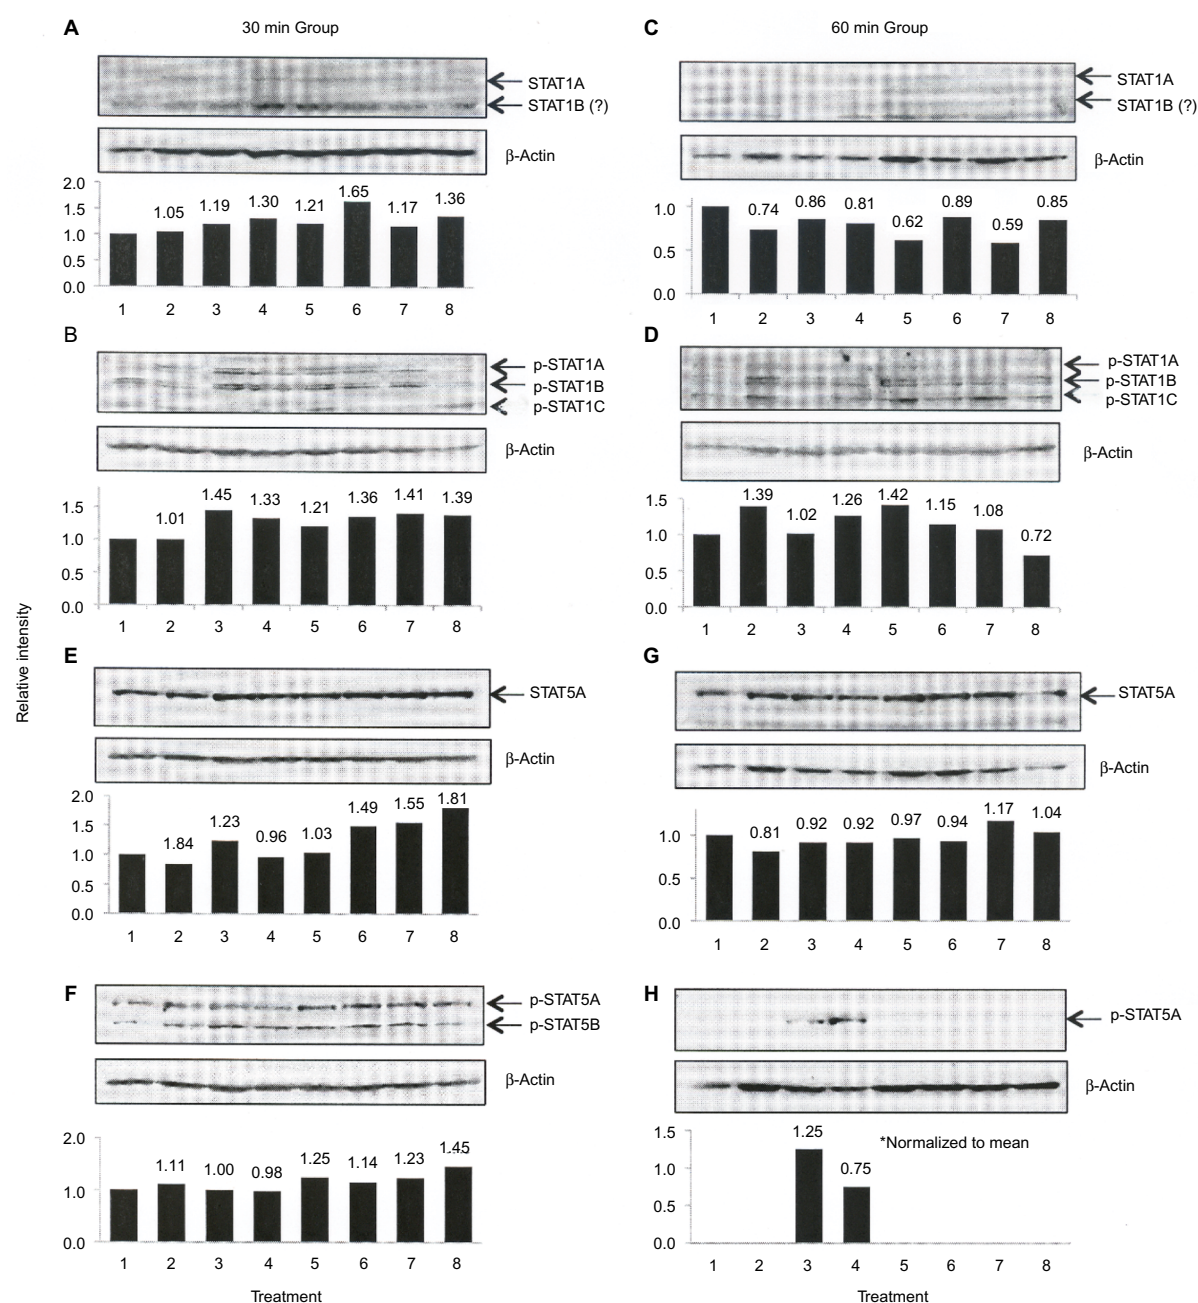 A 30 min Group
STAT1A
STAT1B (?)
β-Actin
2.0
1.5
1.0
0.5
0.0
1.05 1.19 1.30 1.21 1.65 1.17 1.36
1 2 3 4 5 6 7 8
B
p-STAT1A
p-STAT1B
p-STAT1C
β-Actin
1.5
1.0
0.5
0.0
1.01 1.45 1.33 1.21 1.36 1.41 1.39
1 2 3 4 5 6 7 8
C 60 min Group
STAT1A
STAT1B (?)
β-Actin
1.0
0.5
0.0
0.74 0.86 0.81 0.62 0.89 0.59 0.85
1 2 3 4 5 6 7 8
D
p-STAT1A
p-STAT1B
p-STAT1C
β-Actin
1.5
1.0
0.5
0.0
1.39 1.02 1.26 1.42 1.15 1.08 0.72
1 2 3 4 5 6 7 8
Relative intensity
E
STAT5A
β-Actin
2.0
1.5
1.0
0.5
0.0
1.84 1.23 0.96 1.03 1.49 1.55 1.81
1 2 3 4 5 6 7 8
F
p-STAT5A
p-STAT5B
β-Actin
2.0
1.0
0.0
1.11 1.00 0.98 1.25 1.14 1.23 1.45
1 2 3 4 5 6 7 8
Treatment
G
STAT5A
β-Actin
1.0
0.5
0.0
0.81 0.92 0.92 0.97 0.94 1.17 1.04
1 2 3 4 5 6 7 8
H
p-STAT5A
β-Actin
1.5
1.0
0.5
0.0
1.25 0.75
*Normalized to mean
1 2 3 4 5 6 7 8
Treatment